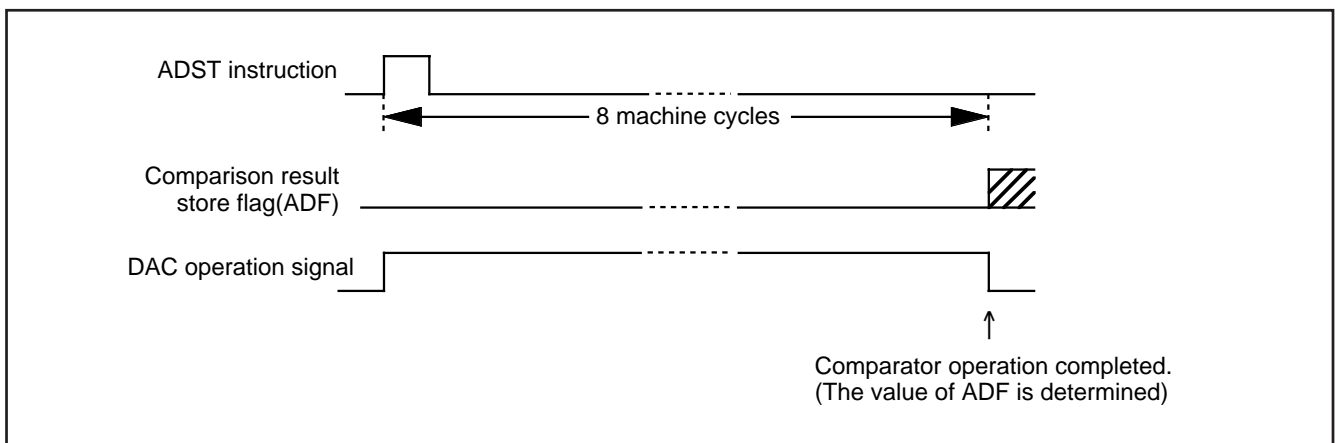 ADST instruction
8 machine cycles
Comparison result
store flag(ADF)
DAC operation signal
Comparator operation completed.
(The value of ADF is determined)